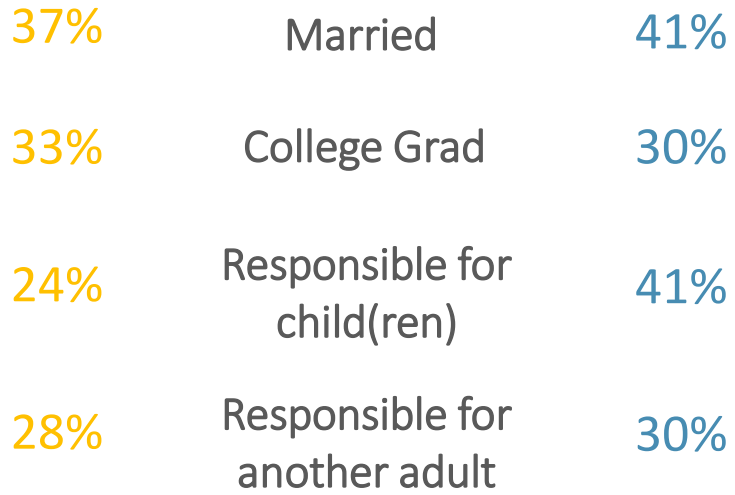 37% Married 41%
33% College Grad 30%
24% Responsible for child(ren) 41%
28% Responsible for another adult 30%